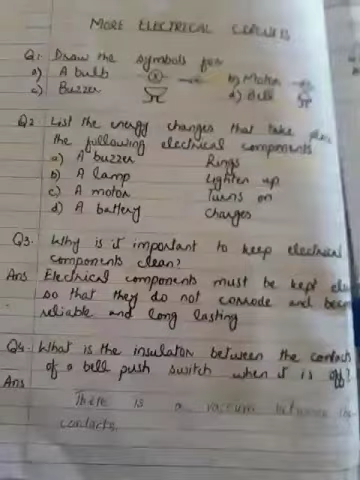 MORE ELECTRICAL CIRCUITS
Q1 Draw the symbols for
a) A bulb b) Motor
c) Buzzer d) Bell
Q2 List the energy changes that take place
the following electrical components
a) A buzzer Rings
b) A lamp Lighten up
c) A motor Turns on
d) A battery Charges
Q3. Why is it important to keep electrical
components clean?
Ans Electrical components must be kept
so that they do not corrode and
reliable and long lasting
Q4. What is the insulator between the contacts
of a bell push switch when it is off?
Ans
There is a vacuum between the
contacts.